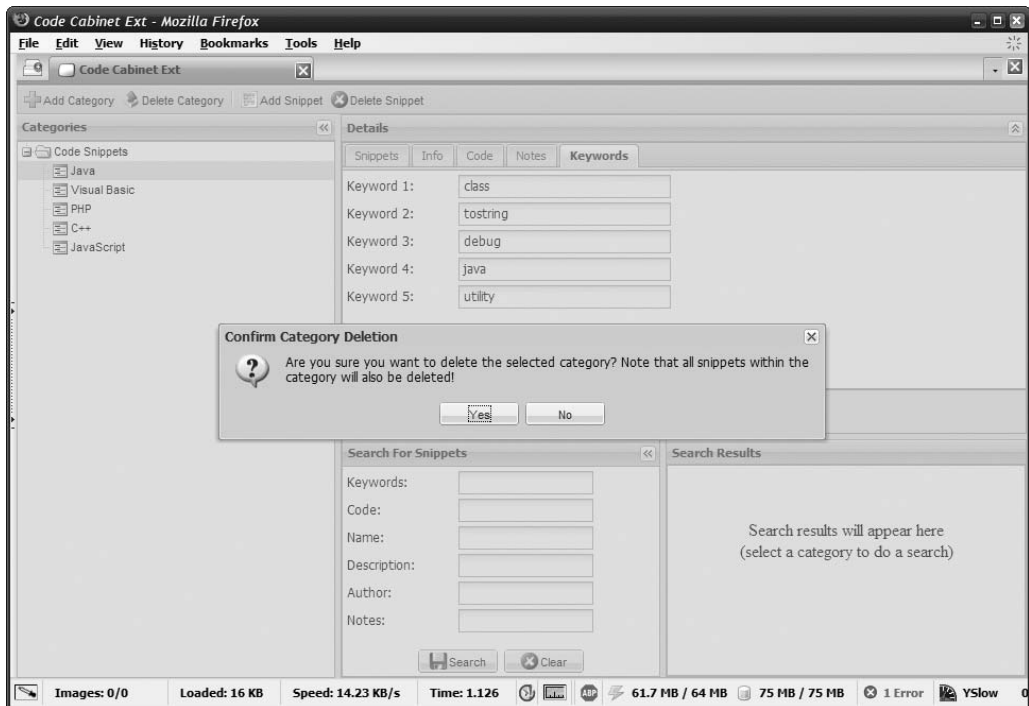 Code Cabinet Ext - Mozilla Firefox
File Edit View History Bookmarks Tools Help
Code Cabinet Ext
Add Category Delete Category Add Snippet Delete Snippet
Categories
Details
Code Snippets
Java
Visual Basic
PHP
C++
JavaScript
Snippets Info Code Notes Keywords
Keyword 1: class
Keyword 2: tostring
Keyword 3: debug
Keyword 4: java
Keyword 5: utility
Confirm Category Deletion
Are you sure you want to delete the selected category? Note that all snippets within the
category will also be deleted!
Yes No
Search For Snippets
Keywords:
Code:
Name:
Description:
Author:
Notes:
Search Clear
Search Results
Search results will appear here
(select a category to do a search)
Images: 0/0 Loaded: 16 KB Speed: 14.23 KB/s Time: 1.126 ABP 61.7 MB / 64 MB 75 MB / 75 MB 1 Error YSlow 0